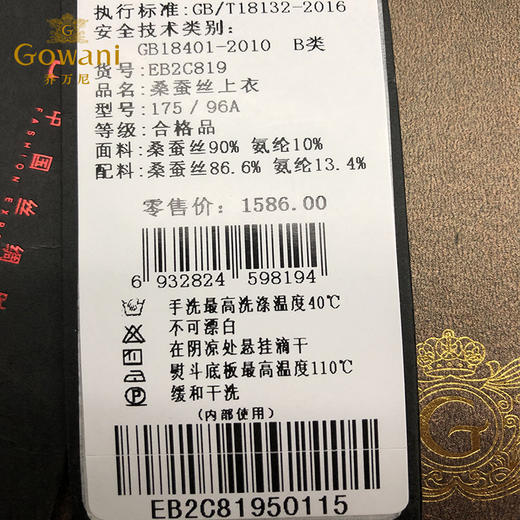 执行标准:GB/T18132-2016
安全技术类别:
GB18401-2010 B类
货号:EB2C819
品名:桑蚕丝上衣
型号:175/96A
等级:合格品
面料:桑蚕丝90% 氨纶10%
配料:桑蚕丝86.6% 氨纶13.4%
零售价:1586.00
6 932824 598194
手洗最高洗涤温度40℃
不可漂白
在阴凉处悬挂滴干
熨斗底板最高温度110℃
缓和干洗
(内部使用)
EB2C81950115
Gowani
乔万尼
中国丝绸
G